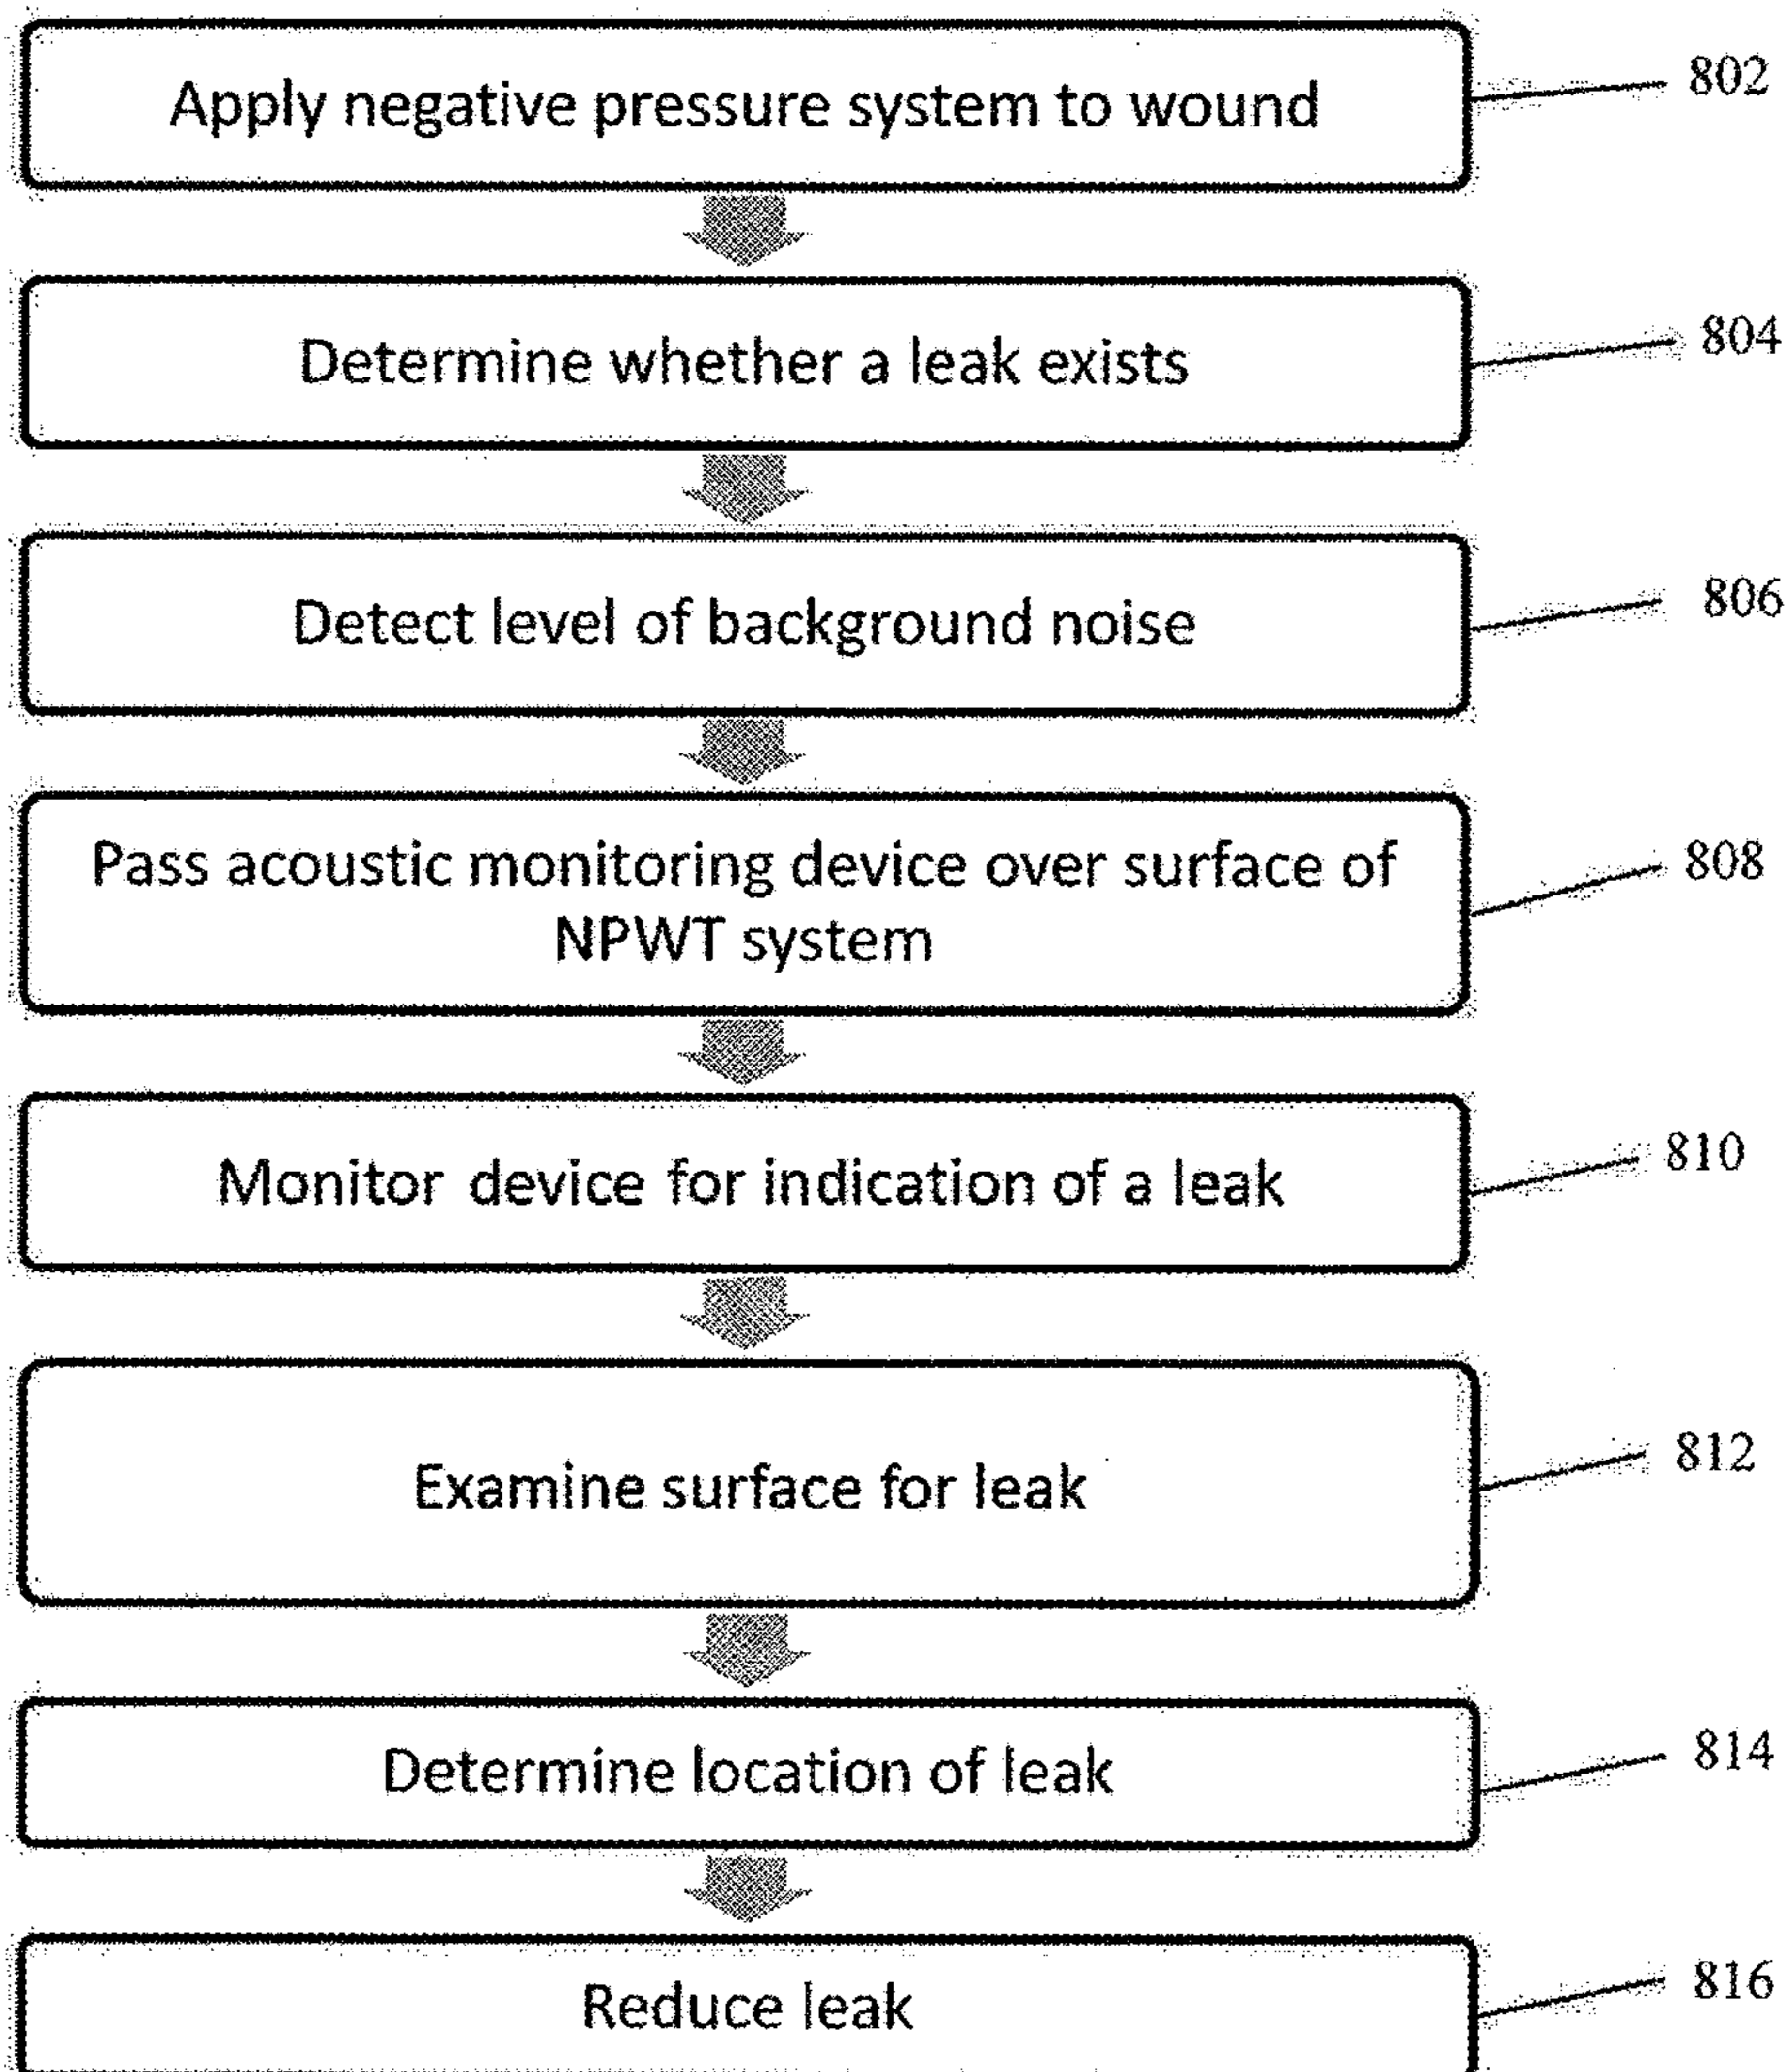 Apply negative pressure system to wound
802
Determine whether a leak exists
804
Detect level of background noise
806
Pass acoustic monitoring device over surface of
NPWT system
808
Monitor device for indication of a leak
810
Examine surface for leak
812
Determine location of leak
814
Reduce leak
816